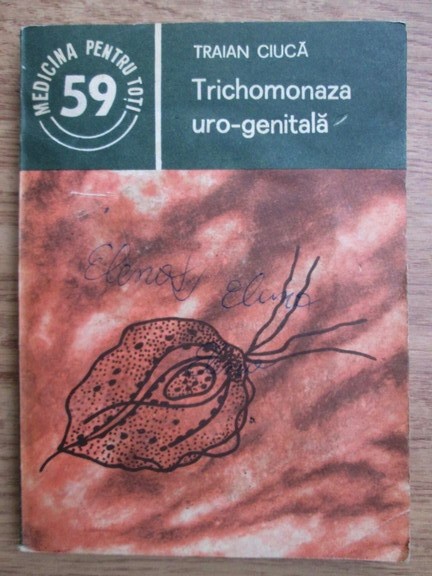 MEDICINA PENTRU TOȚI
59
TRAIAN CIUCĂ
Trichomonaza
uro-genitală